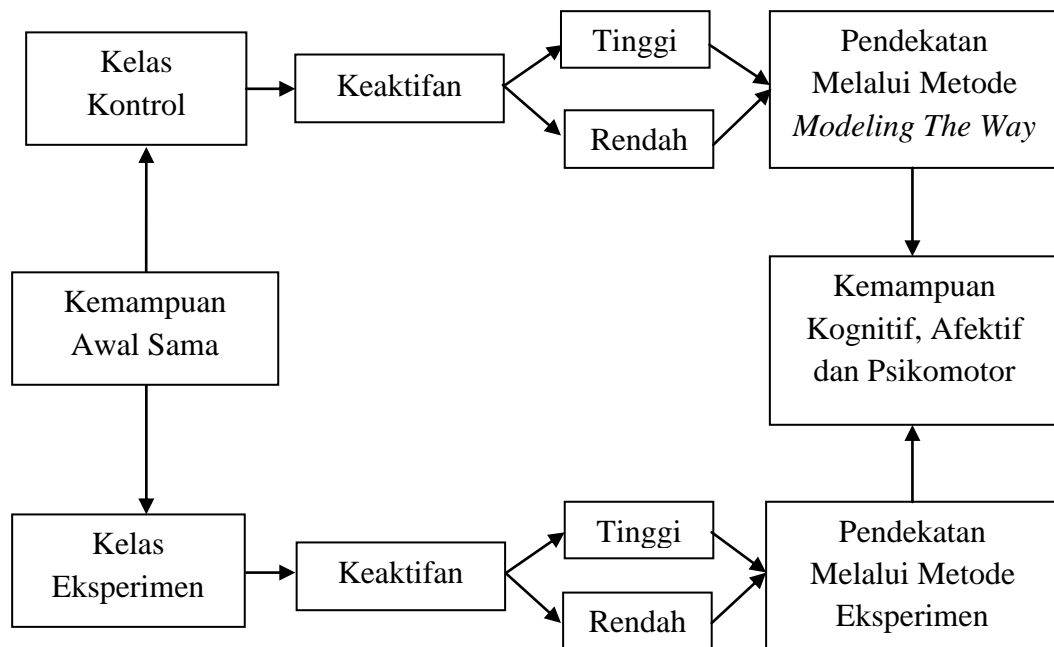 Kelas
Kontrol
Keaktifan
Tinggi
Rendah
Pendekatan
Melalui Metode
Modeling The Way
Kemampuan
Awal Sama
Kemampuan
Kognitif, Afektif
dan Psikomotor
Kelas
Eksperimen
Keaktifan
Tinggi
Rendah
Pendekatan
Melalui Metode
Eksperimen